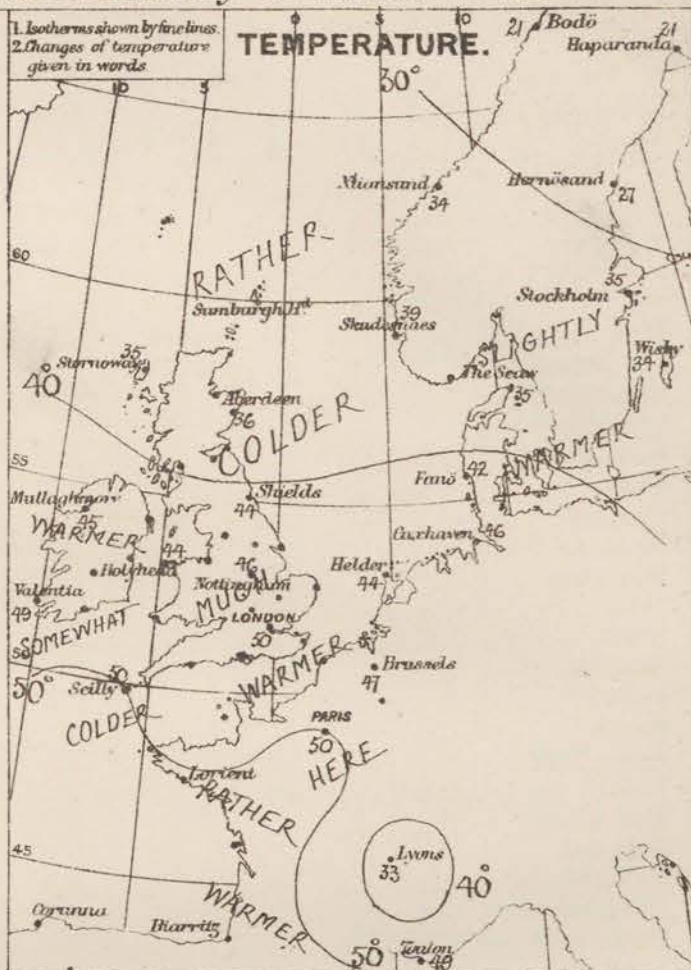 1. Isotherms shown by fine lines.
2. Changes of temperature
given in words
TEMPERATURE.
10
5
0
5
10
21 Bodö
21
Haparanda
30°
Xtiansund
34
Hernösand
27
60
RATHER
Sumburgh Hd
39
Skudesnaes
35
Stockholm
GHTLY
Wisby
34
35
Stornoway
40°
Aberdeen
36
COLDER
The Scaw
35
WARMER
55
Shields
44
Fanö
42
Mullaghmore
45
WARMER
Cuxhaven
46
Holyhead
44
46
Nottingham
Helder
44
MUCH
Valentia
49
SOMEWHAT
LONDON
50
WARMER
Brussels
47
50°
50
Scilly
COLDER
PARIS
50
HERE
Lorient
RATHER
45
Lyons
33
40°
WARMER
Corunna
Biarritz
50°
Toulon
49